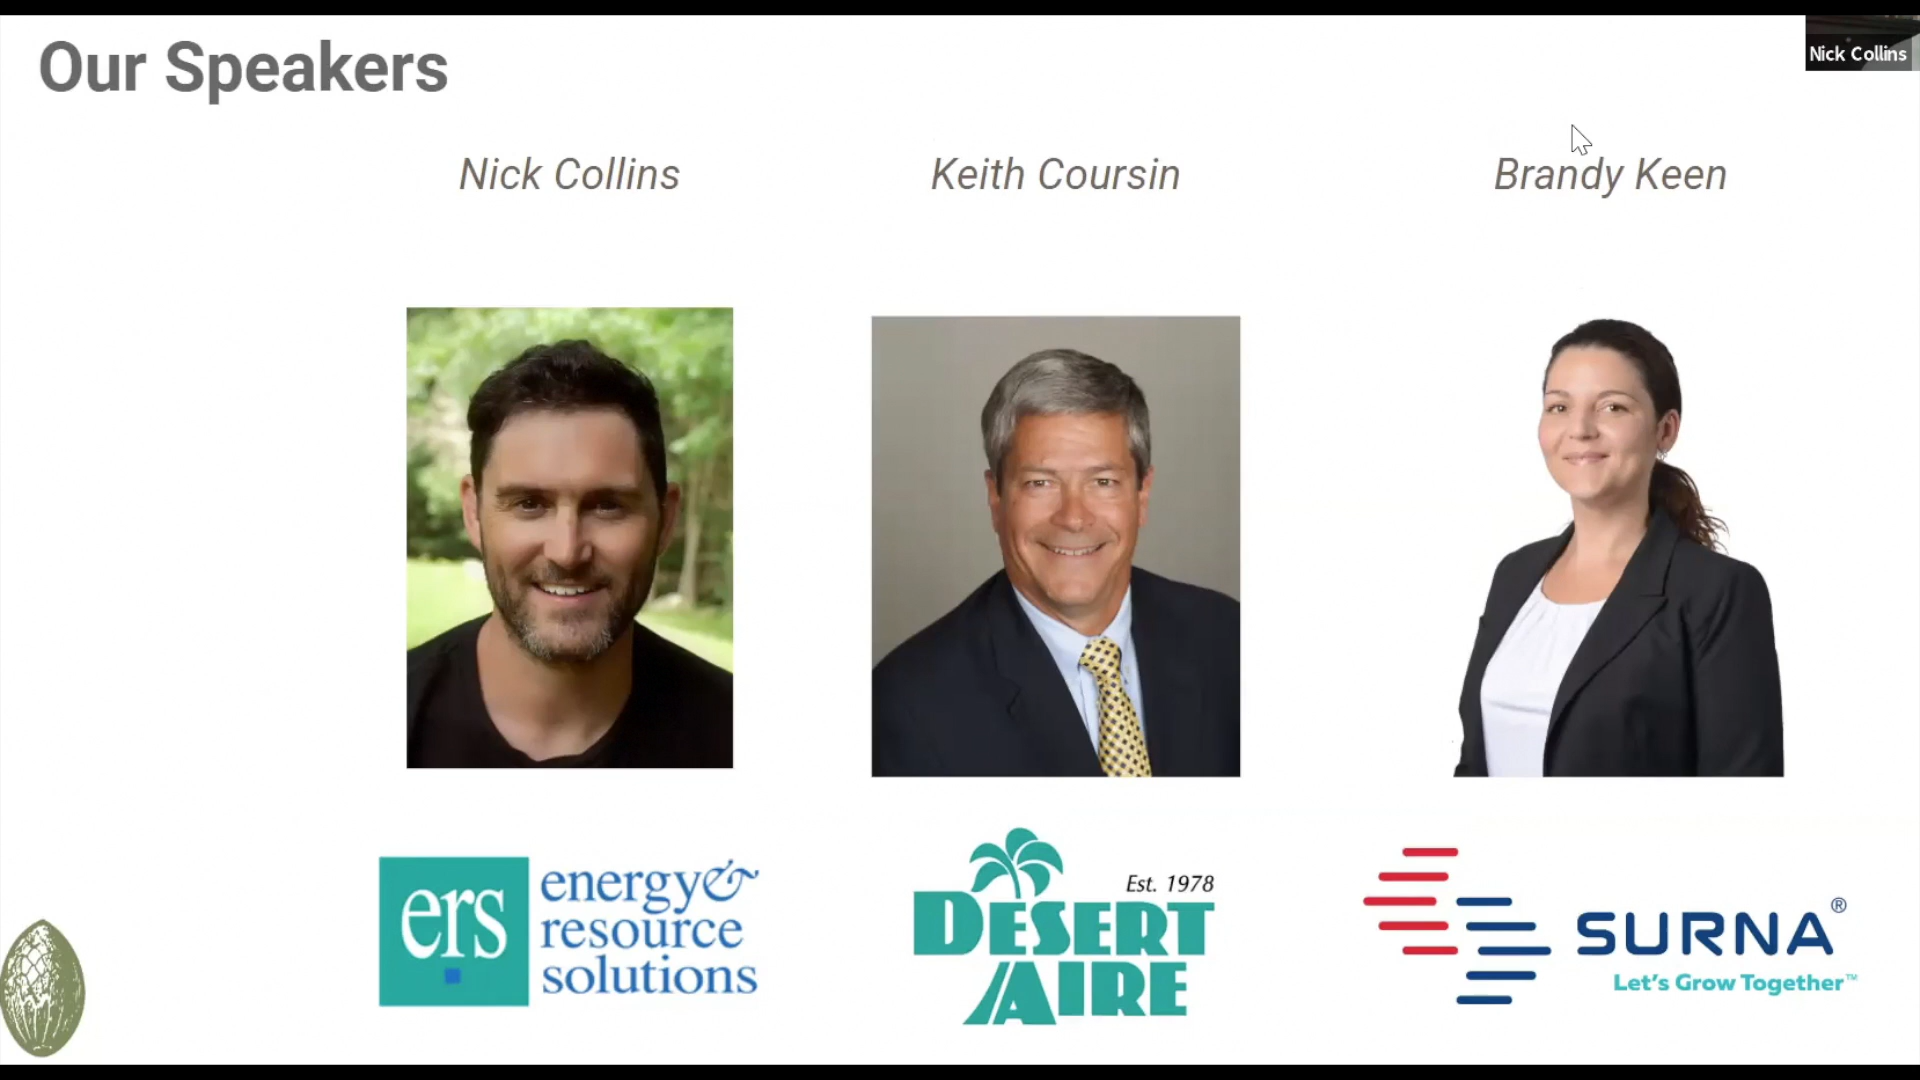 Our Speakers
Nick Collins
Nick Collins
Keith Coursin
Brandy Keen
ers
energy&
resource
solutions
Est. 1978
DESERT
AIRE
SURNA®
Let's Grow Together™